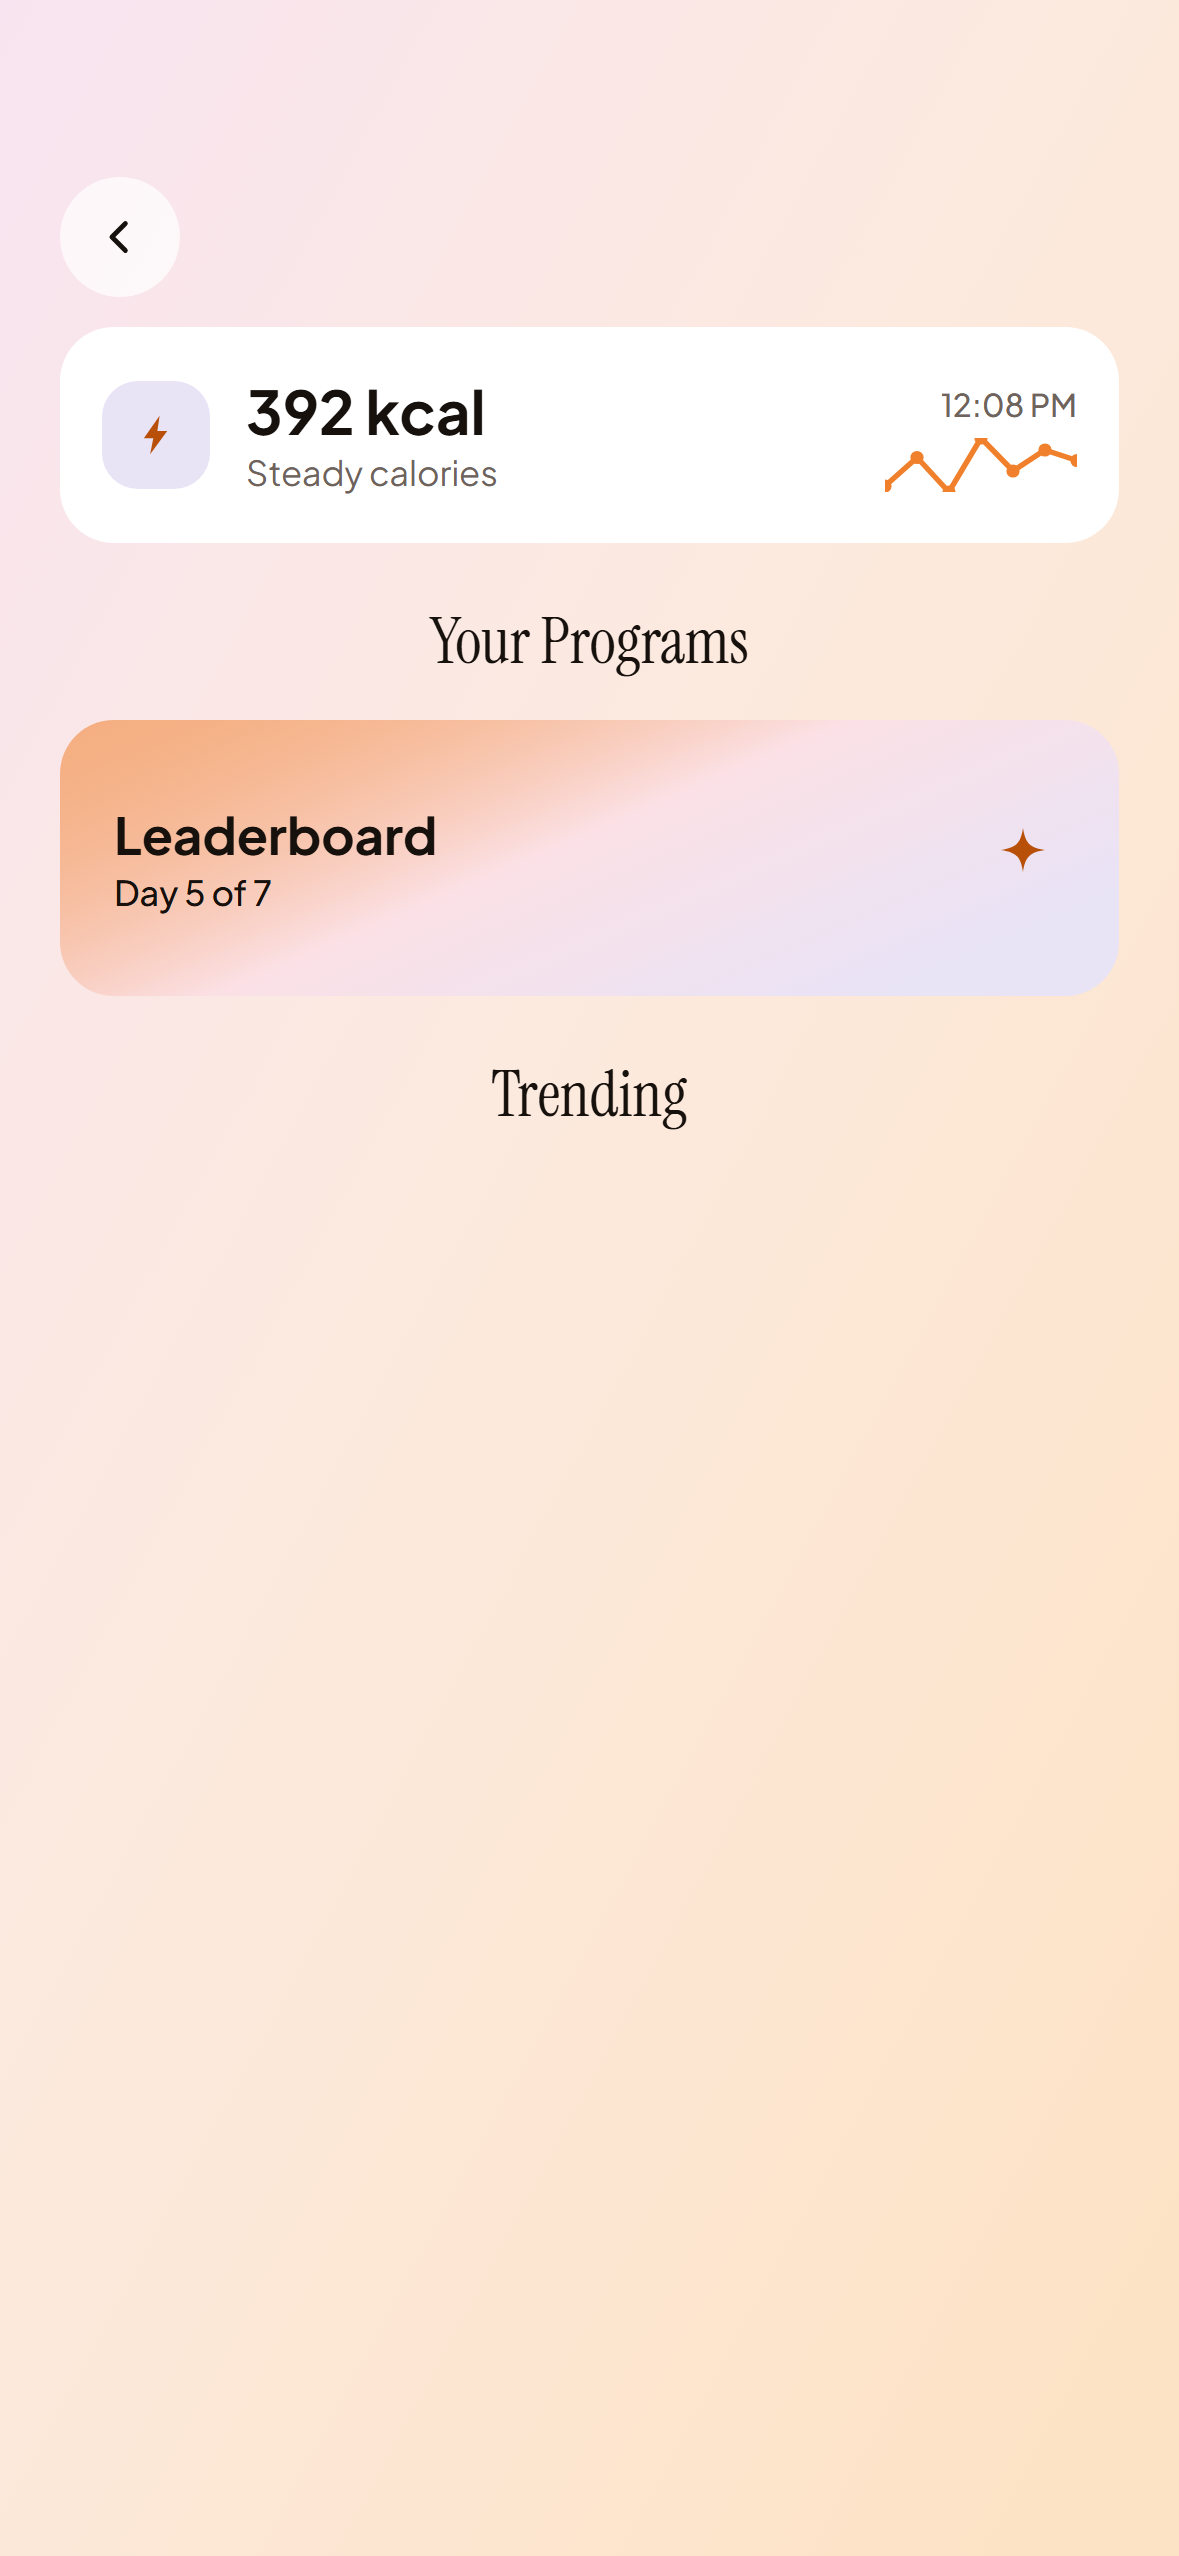 392 kcal
Steady calories
12:08 PM
Your Programs
Leaderboard
Day 5 of 7
Trending